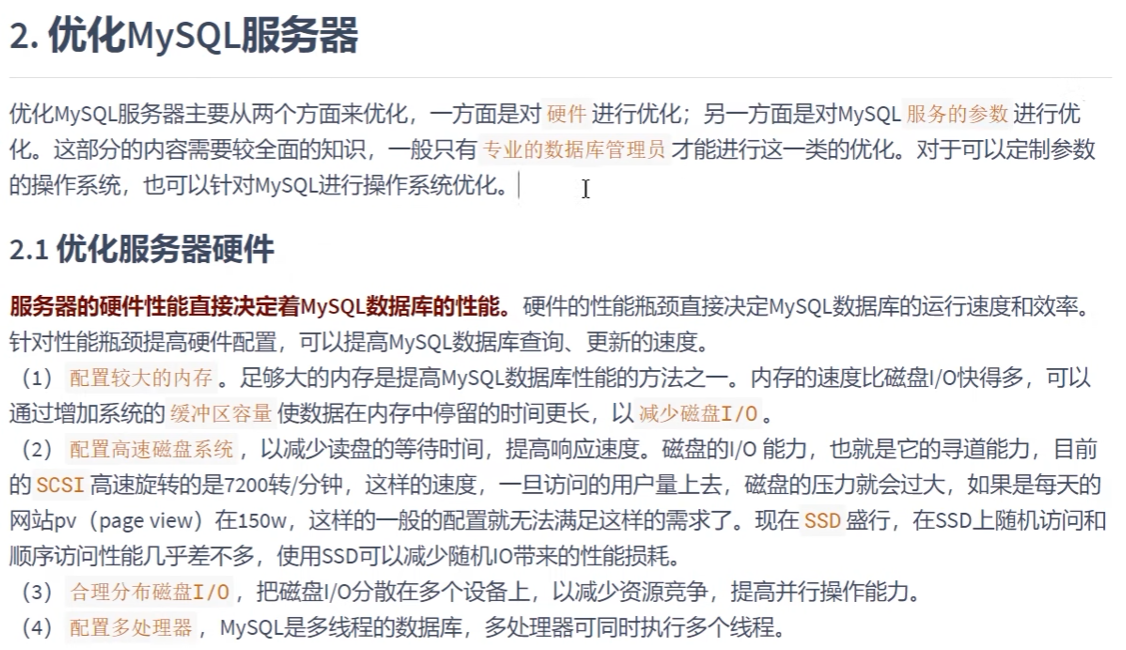 2. 优化MySQL服务器
优化MySQL服务器主要从两个方面来优化，一方面是对 硬件 进行优化；另一方面是对MySQL 服务的参数 进行优
化。这部分的内容需要较全面的知识，一般只有 专业的数据库管理员 才能进行这一类的优化。对于可以定制参数
的操作系统，也可以针对MySQL进行操作系统优化。
2.1 优化服务器硬件
服务器的硬件性能直接决定着MySQL数据库的性能。硬件的性能瓶颈直接决定MySQL数据库的运行速度和效率。
针对性能瓶颈提高硬件配置，可以提高MySQL数据库查询、更新的速度。
（1） 配置较大的内存 。足够大的内存是提高MySQL数据库性能的方法之一。内存的速度比磁盘I/O快得多，可以
通过增加系统的 缓冲区容量 使数据在内存中停留的时间更长，以 减少磁盘I/O 。
（2） 配置高速磁盘系统 ，以减少读盘的等待时间，提高响应速度。磁盘的I/O 能力，也就是它的寻道能力，目前
的 SCSI 高速旋转的是7200转/分钟，这样的速度，一旦访问的用户量上去，磁盘的压力就会过大，如果是每天的
网站pv（page view）在150w，这样的一般的配置就无法满足这样的需求了。现在 SSD 盛行，在SSD上随机访问和
顺序访问性能几乎差不多，使用SSD可以减少随机IO带来的性能损耗。
（3） 合理分布磁盘I/O ，把磁盘I/O分散在多个设备上，以减少资源竞争，提高并行操作能力。
（4） 配置多处理器 ，MySQL是多线程的数据库，多处理器可同时执行多个线程。